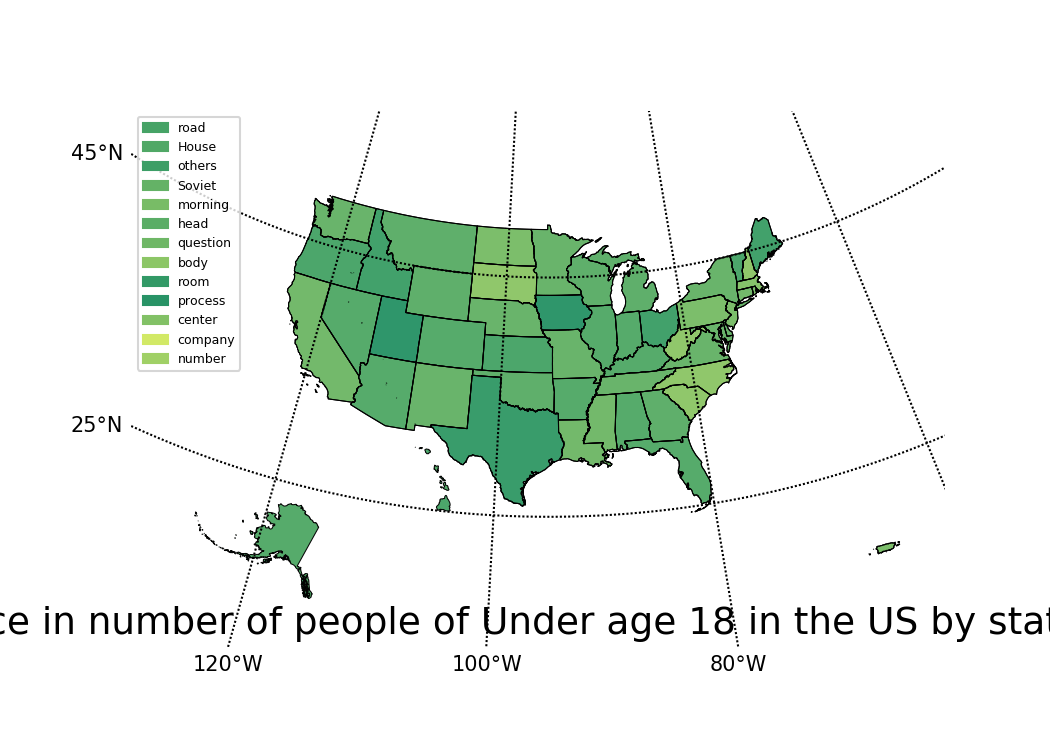 45°N
road
House
others
Soviet
morning
head
question
body
room
process
center
company
number
25°N
ce in number of people of Under age 18 in the US by stat
120°W
100°W
80°W